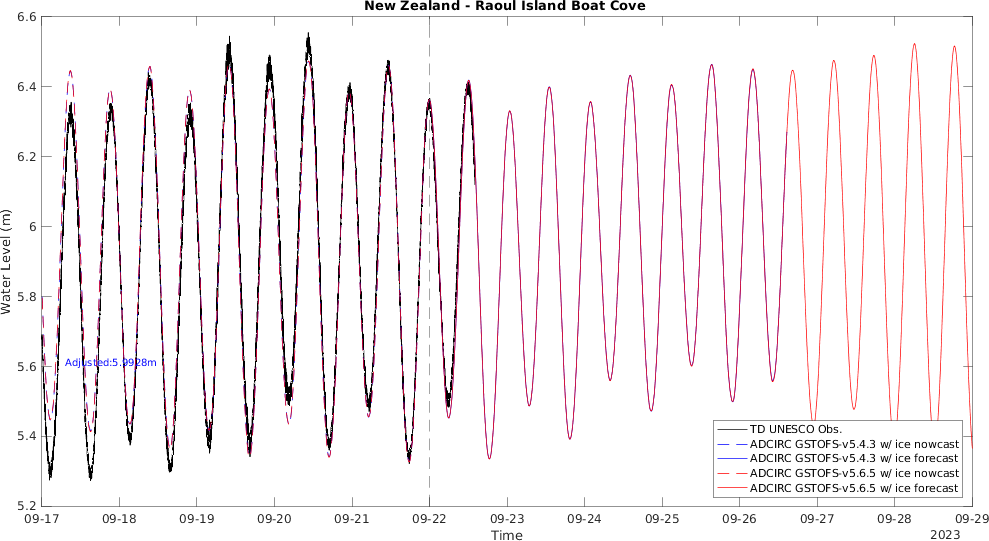 New Zealand - Raoul Island Boat Cove
6.6
6.4
6.2
6
5.8
5.6
5.4
5.2
Water Level (m)
Adjusted:5.9928m
TD UNESCO Obs.
ADCIRC GSTOFS-v5.4.3 w/ ice nowcast
ADCIRC GSTOFS-v5.4.3 w/ ice forecast
ADCIRC GSTOFS-v5.6.5 w/ ice nowcast
ADCIRC GSTOFS-v5.6.5 w/ ice forecast
09-17 09-18 09-19 09-20 09-21 09-22 09-23 09-24 09-25 09-26 09-27 09-28 09-29
Time
2023